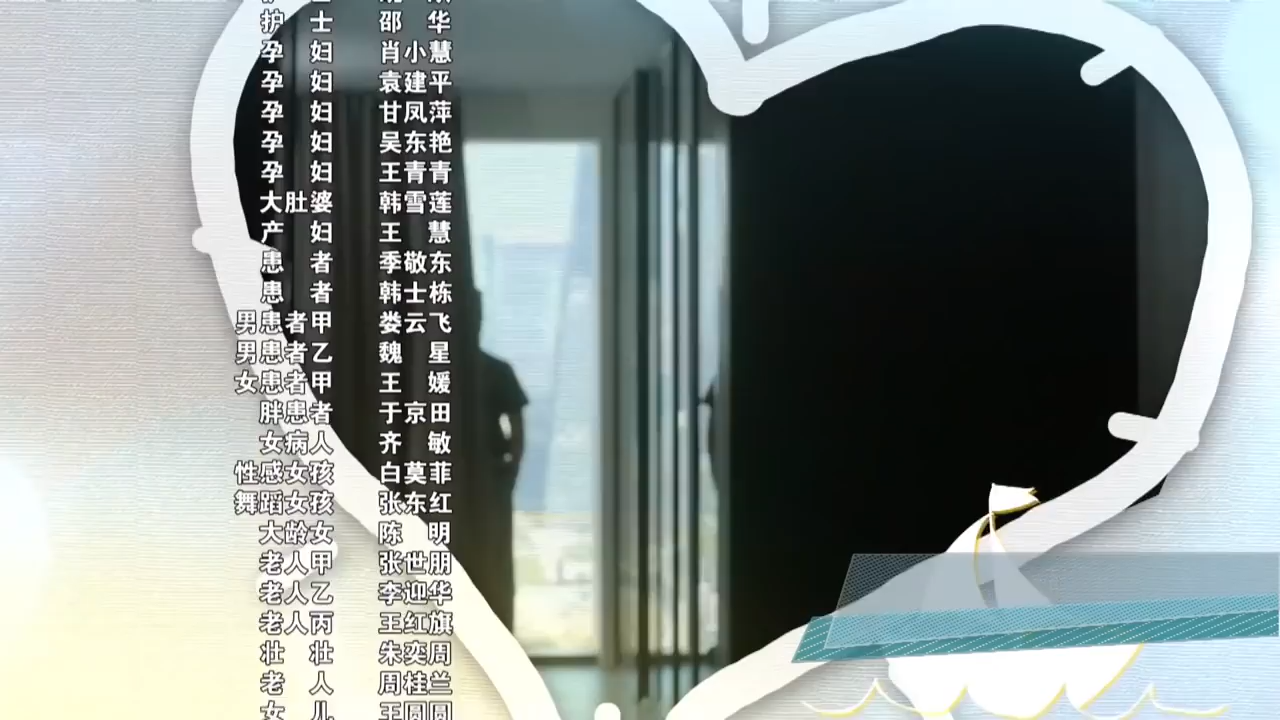 护士 邵华
孕妇 肖小慧
孕妇 袁建平
孕妇 甘凤萍
孕妇 吴东艳
孕妇 王青青
大肚婆 韩雪莲
产妇 王慧
患者 季敬东
患者 韩士栋
男患者甲 娄云飞
男患者乙 魏星
女患者甲 王媛
胖患者 于京田
女病人 齐敏
性感女孩 白莫菲
舞蹈女孩 张东红
大龄女 陈明
老人甲 张世朋
老人乙 李迎华
老人丙 王红旗
壮壮 朱奕周
老人 周桂兰
女儿 王圆圆